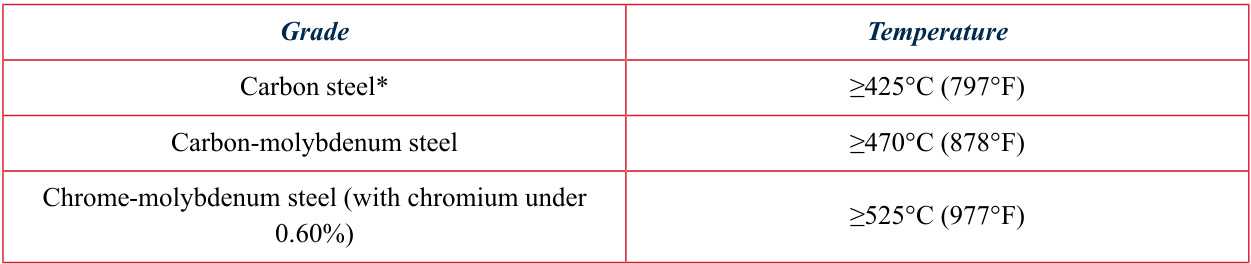 Grade
Temperature
Carbon steel*
≥425°C (797°F)
Carbon-molybdenum steel
≥470°C (878°F)
Chrome-molybdenum steel (with chromium under
0.60%)
≥525°C (977°F)